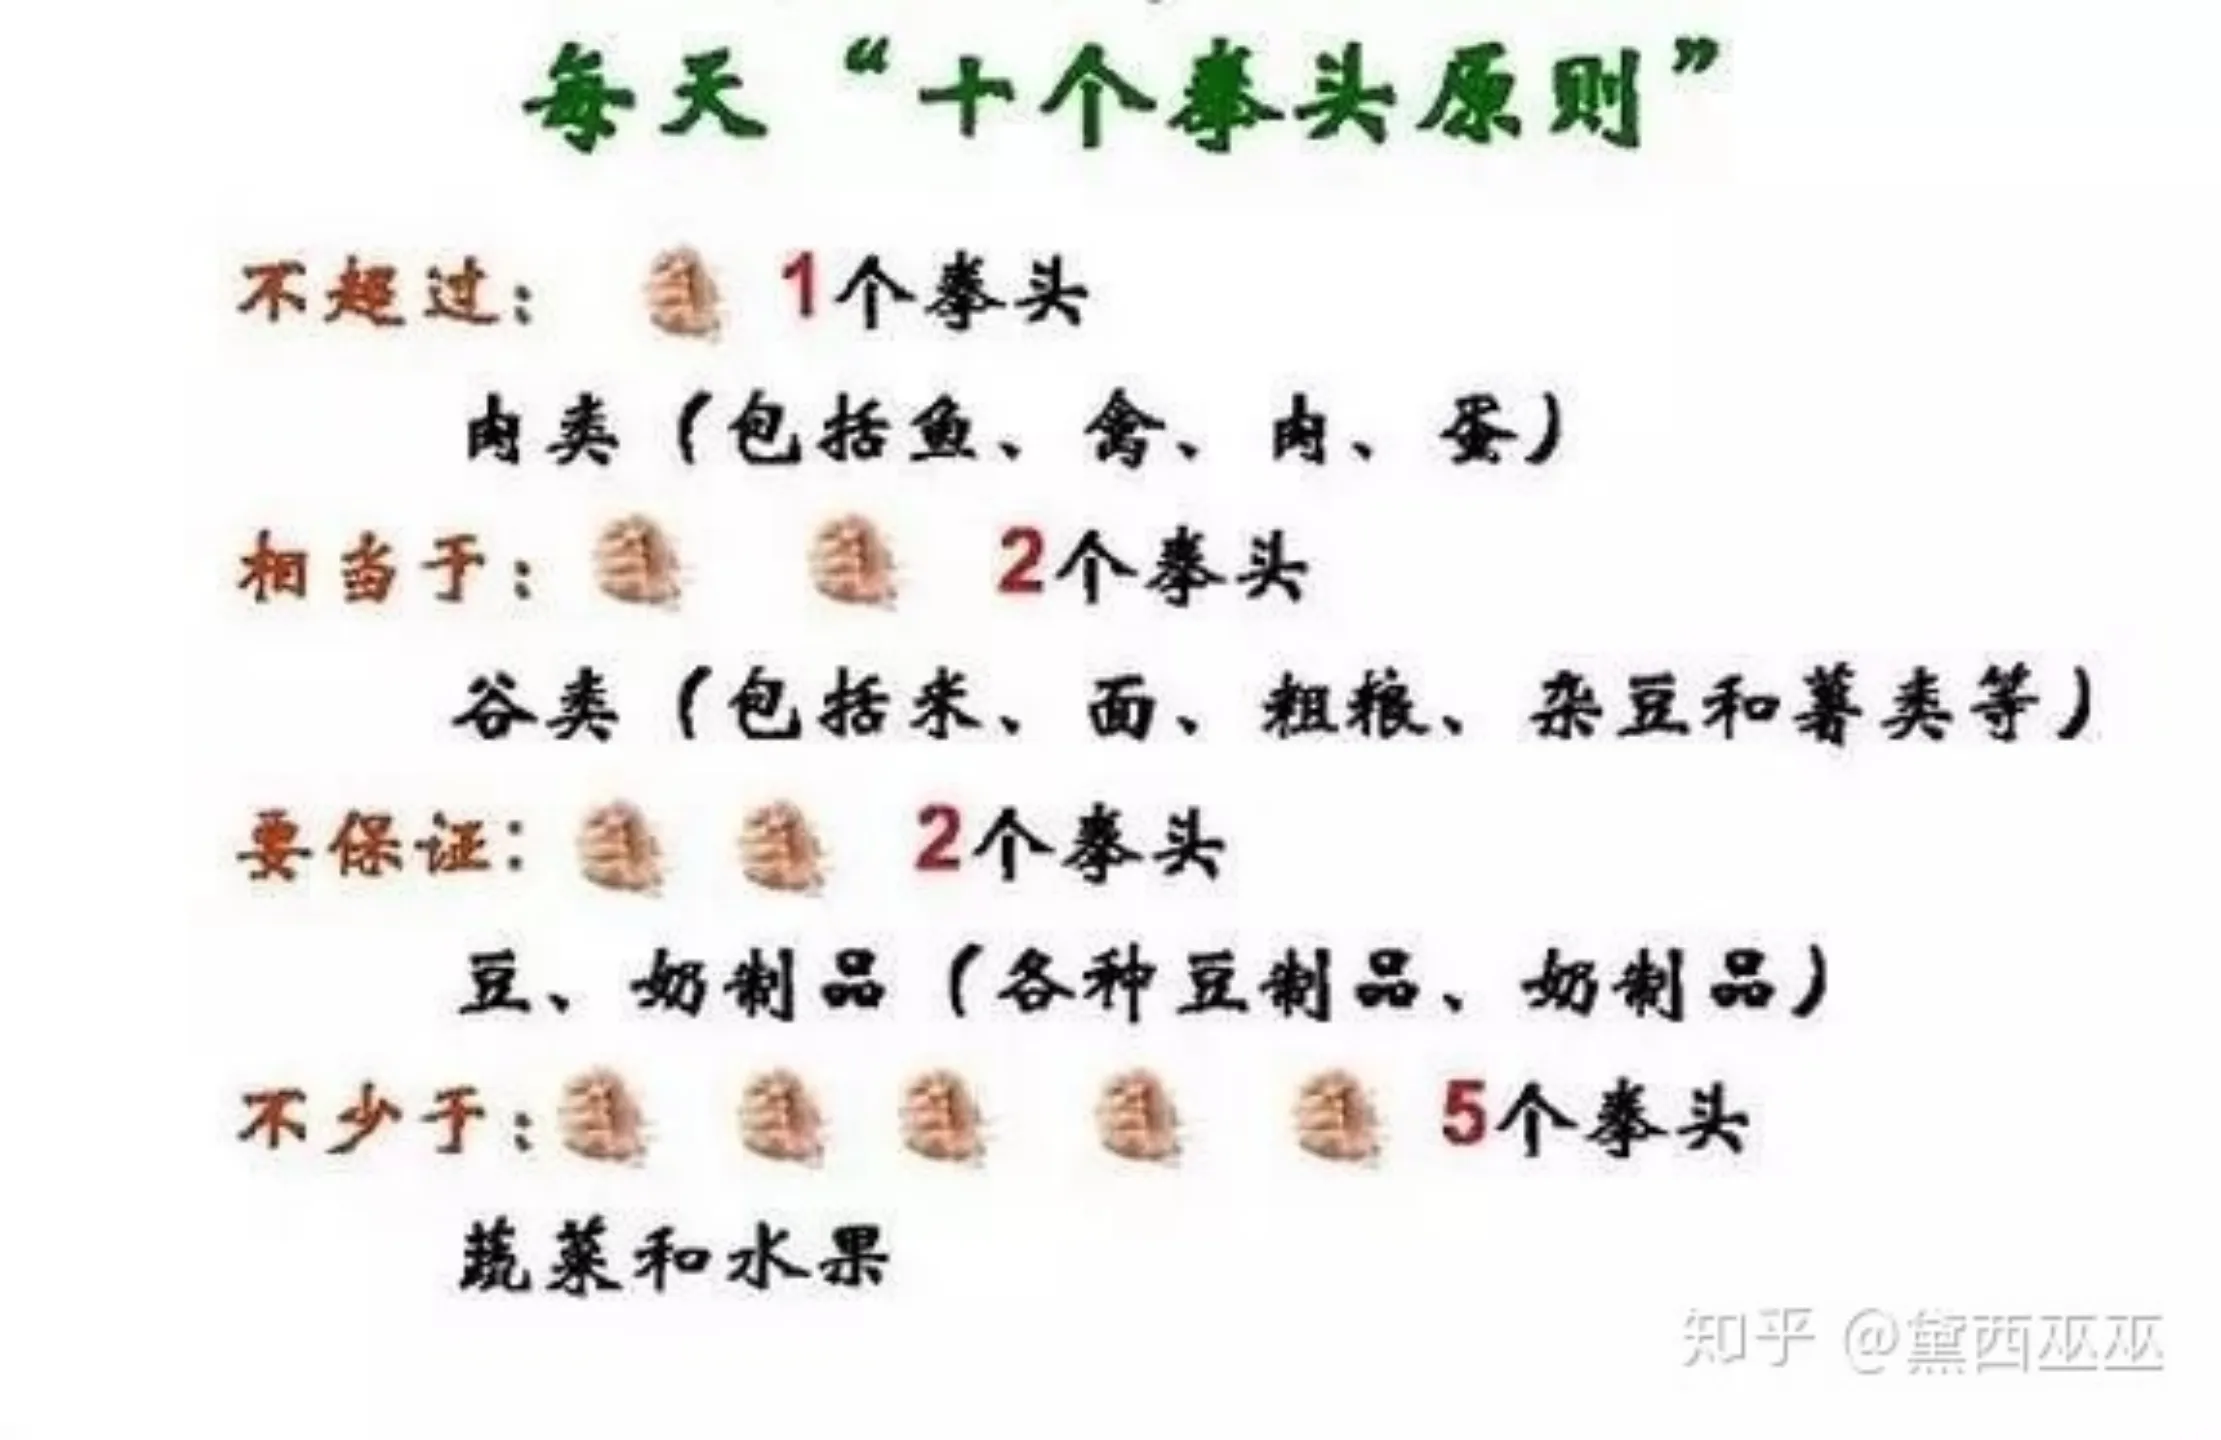 每天“十个拳头原则”
不超过： 1个拳头
肉类（包括鱼、禽、肉、蛋）
相当于： 2个拳头
谷类（包括米、面、粗粮、杂豆和薯类等）
要保证： 2个拳头
豆、奶制品（各种豆制品、奶制品）
不少于： 5个拳头
蔬菜和水果
知乎 @黛西巫巫